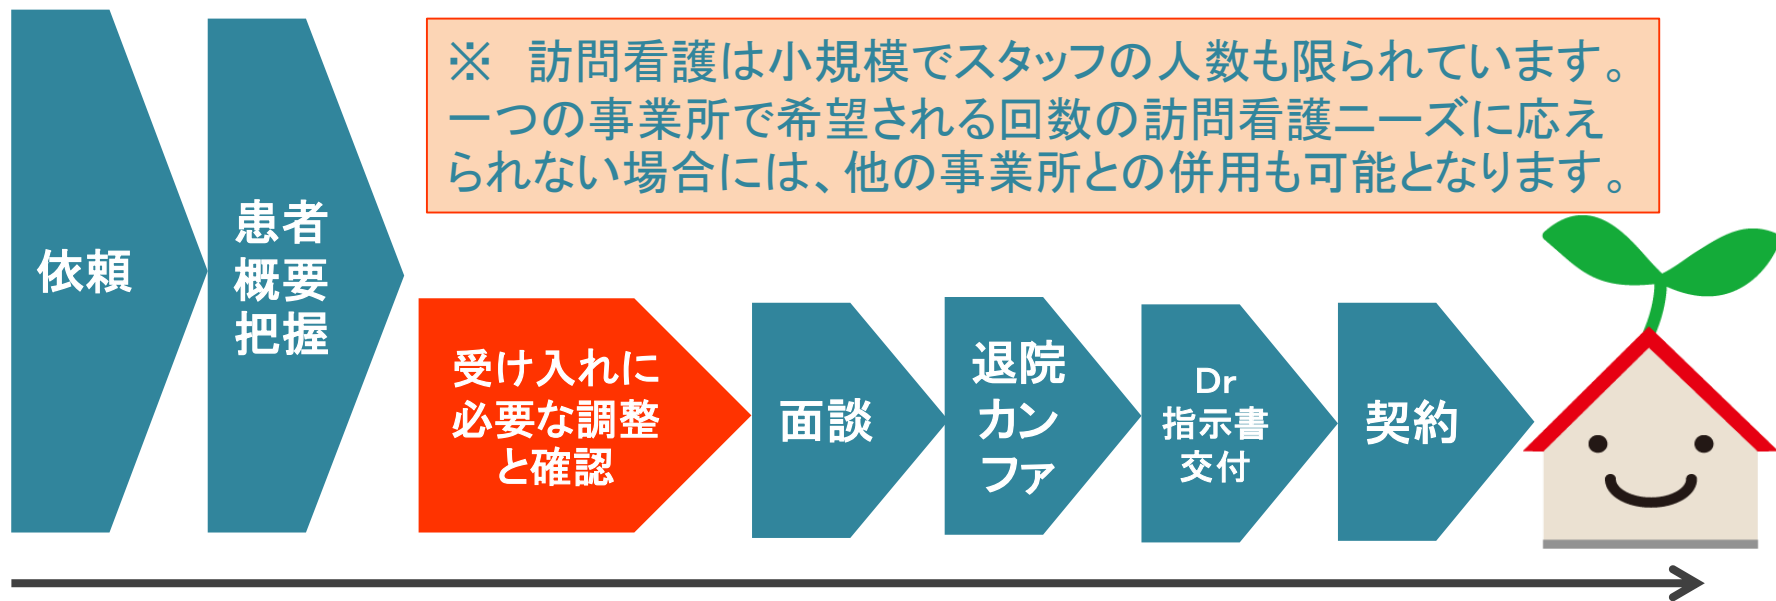 ※　訪問看護は小規模でスタッフの人数も限られています。
一つの事業所で希望される回数の訪問看護ニーズに応え
られない場合には、他の事業所との併用も可能となります。
依頼
患者
概要
把握
受け入れに
必要な調整
と確認
面談
退院
カン
ファ
Dr
指示書
交付
契約